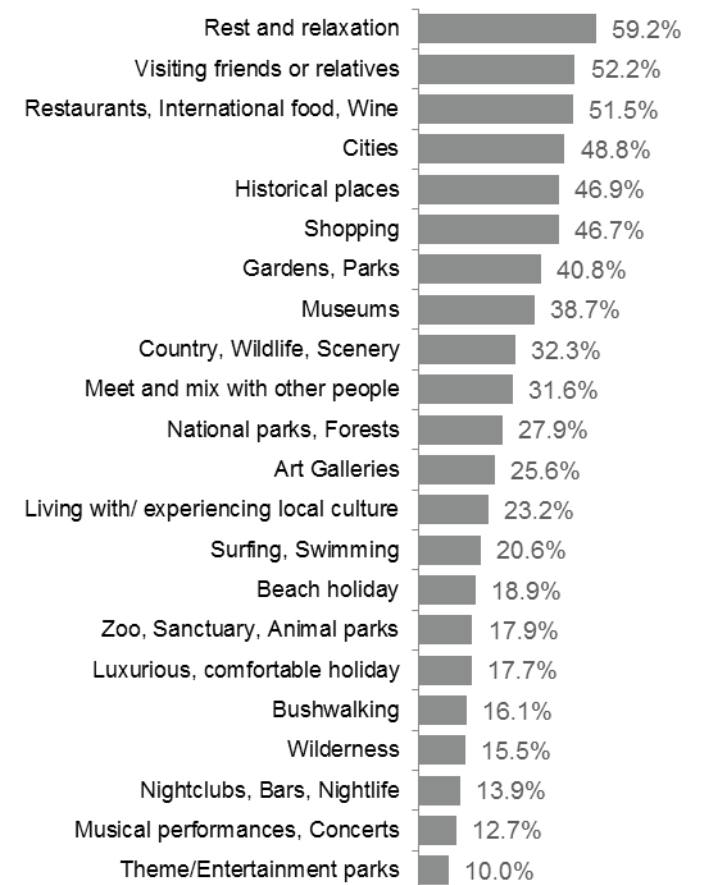 Rest and relaxation 59.2%
Visiting friends or relatives 52.2%
Restaurants, International food, Wine 51.5%
Cities 48.8%
Historical places 46.9%
Shopping 46.7%
Gardens, Parks 40.8%
Museums 38.7%
Country, Wildlife, Scenery 32.3%
Meet and mix with other people 31.6%
National parks, Forests 27.9%
Art Galleries 25.6%
Living with/ experiencing local culture 23.2%
Surfing, Swimming 20.6%
Beach holiday 18.9%
Zoo, Sanctuary, Animal parks 17.9%
Luxurious, comfortable holiday 17.7%
Bushwalking 16.1%
Wilderness 15.5%
Nightclubs, Bars, Nightlife 13.9%
Musical performances, Concerts 12.7%
Theme/Entertainment parks 10.0%